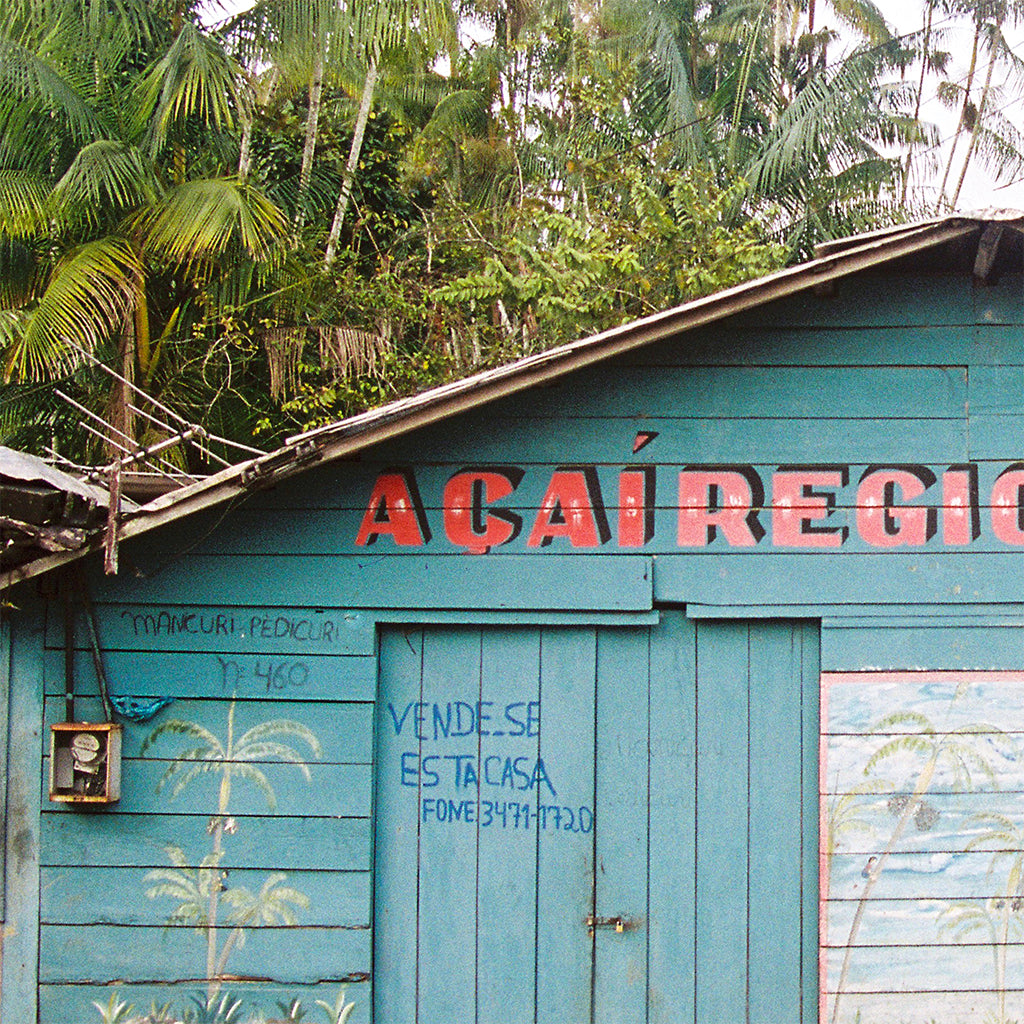 AÇAÍ REGIO
MANCURI-PEDICURI
Nº 460
VENDE-SE
ESTA CASA
FONE 3471-1720